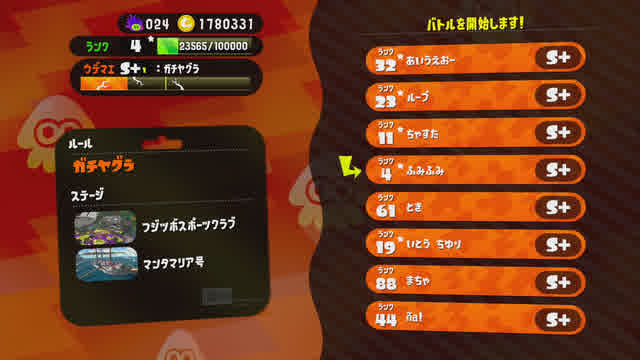 024 1780331
ランク 4★ 23565/100000
ウデマエ S+1 :ガチヤグラ
ルール
ガチヤグラ
ステージ
フジツボスポーツクラブ
マンタマリア号
バトルを開始します!
ランク 32★ あいうえおー S+
ランク 23★ ループ S+
ランク 11★ ちゃすた S+
ランク 4★ ふみふみ S+
ランク 61 とき S+
ランク 19★ いとう ちゆり S+
ランク 88 まちゃ S+
ランク 44 ña! S+